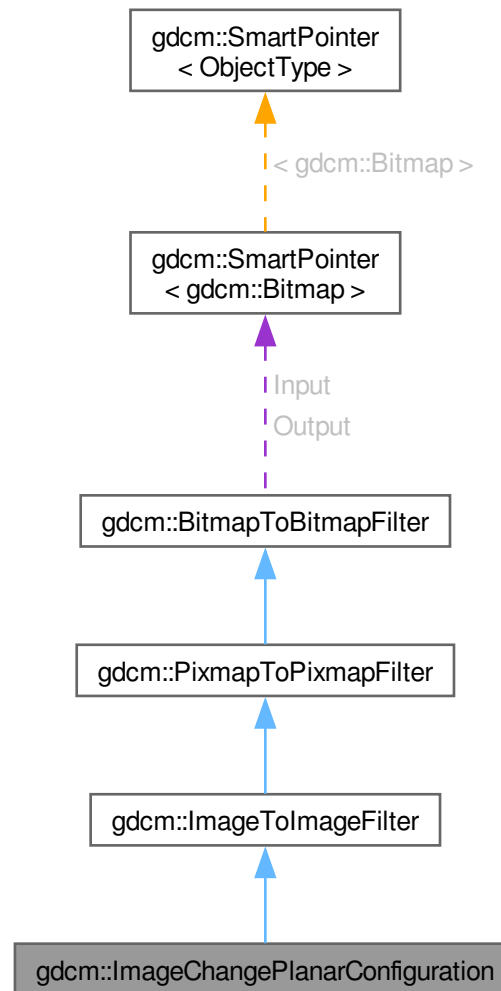 gdcm::SmartPointer
< ObjectType >
< gdcm::Bitmap >
gdcm::SmartPointer
< gdcm::Bitmap >
Input
Output
gdcm::BitmapToBitmapFilter
gdcm::PixmapToPixmapFilter
gdcm::ImageToImageFilter
gdcm::ImageChangePlanarConfiguration